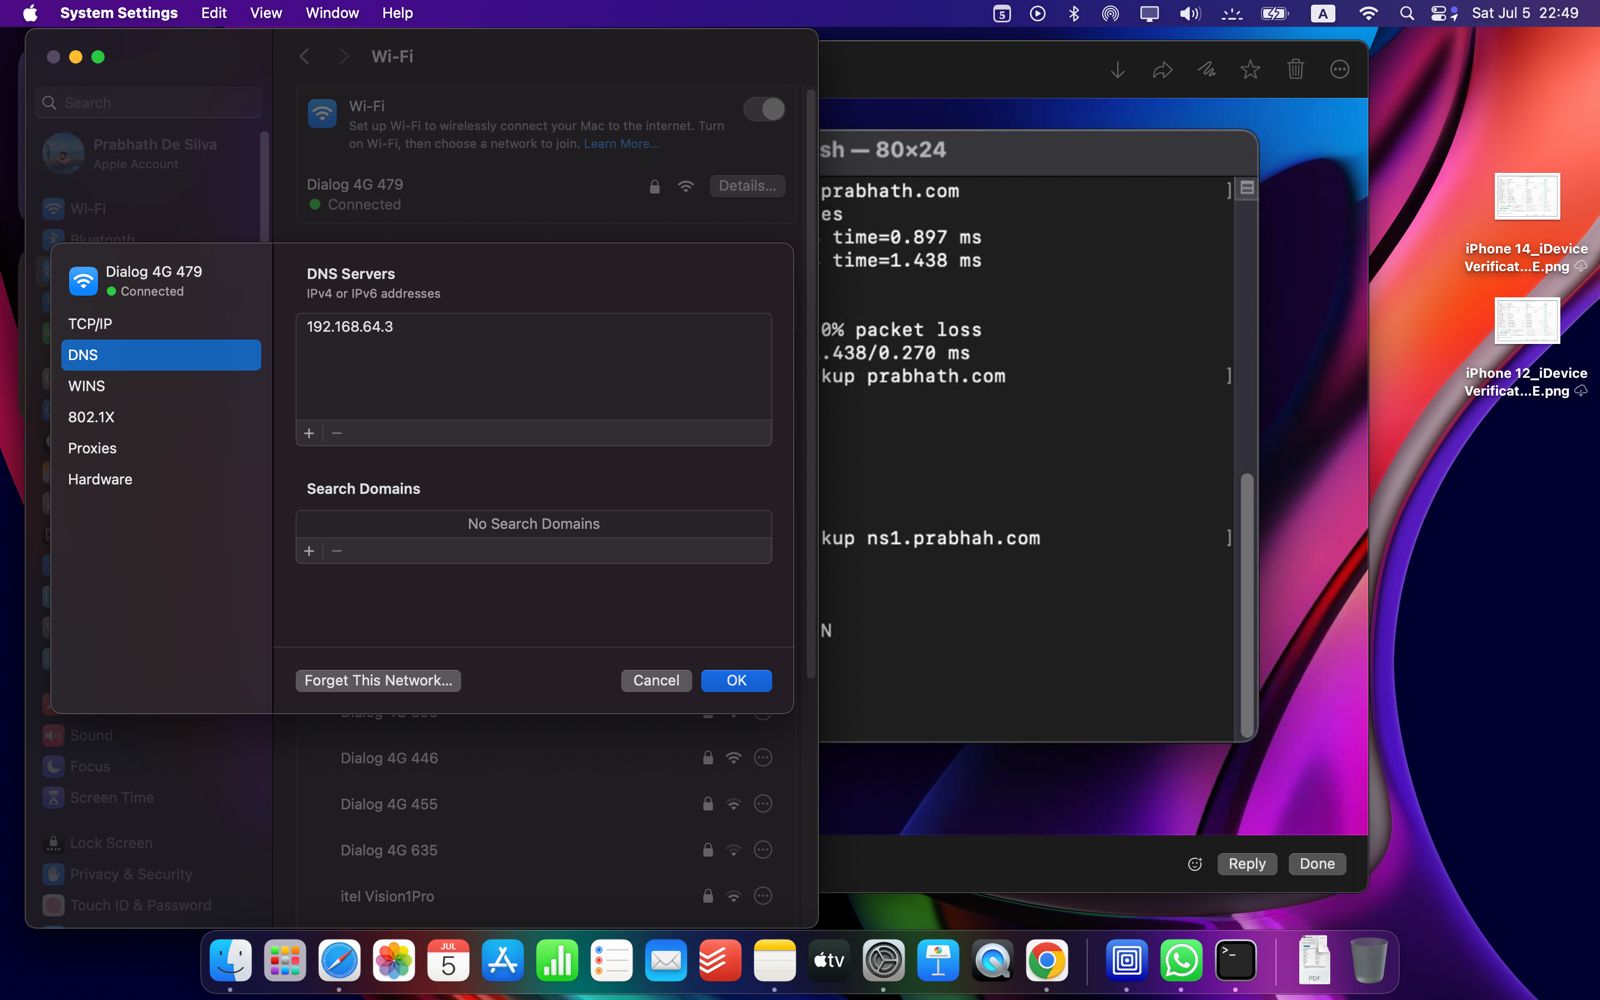 System Settings Edit View Window Help
5 A Sat Jul 5 22:49
Search
Prabhath De Silva
Apple Account
Wi-Fi
Bluetooth
Sound
Focus
Screen Time
Lock Screen
Privacy & Security
Touch ID & Password
Wi-Fi
Wi-Fi
Set up Wi-Fi to wirelessly connect your Mac to the internet. Turn
on Wi-Fi, then choose a network to join. Learn More...
Dialog 4G 479
Details...
Connected
Dialog 4G 479
Connected
TCP/IP
DNS
WINS
802.1X
Proxies
Hardware
DNS Servers
IPv4 or IPv6 addresses
192.168.64.3
+ −
Search Domains
No Search Domains
+ −
Forget This Network...
Cancel
OK
Dialog 4G 446
Dialog 4G 455
Dialog 4G 635
itel Vision1Pro
sh — 80×24
prabhath.com ]
es
time=0.897 ms
time=1.438 ms
0% packet loss
.438/0.270 ms
kup prabhath.com ]
kup ns1.prabhah.com ]
N
Reply
Done
iPhone 14_iDevice
Verificat...E.png
iPhone 12_iDevice
Verificat...E.png
JUL
5
tv
>_
PDF